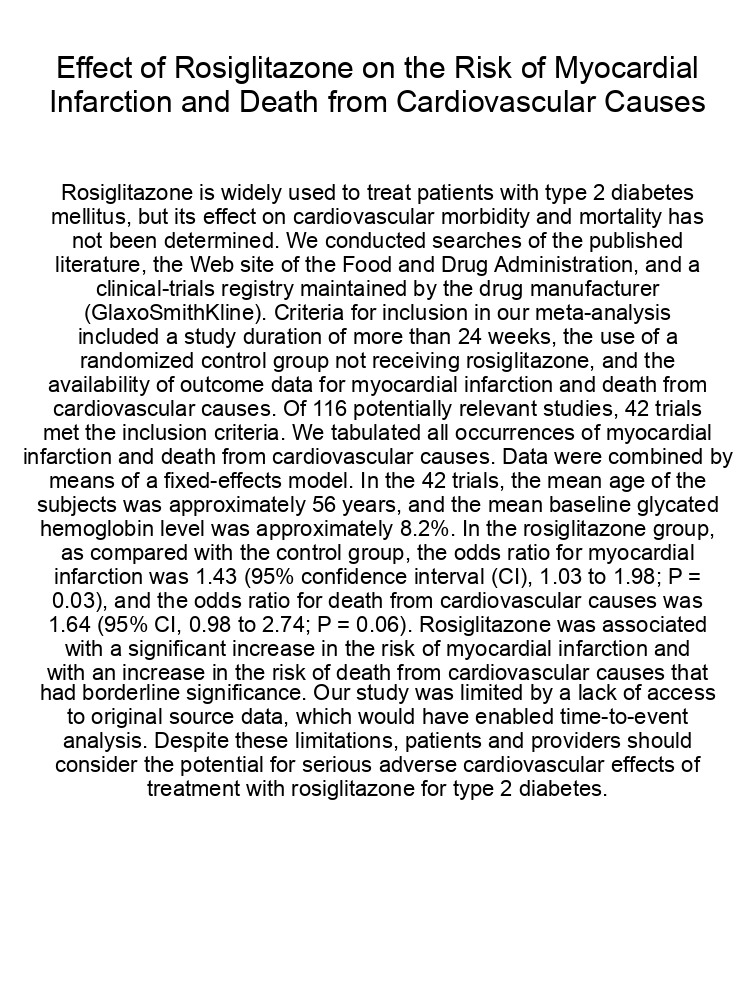 Effect of Rosiglitazone on the Risk of Myocardial
Infarction and Death from Cardiovascular Causes
Rosiglitazone is widely used to treat patients with type 2 diabetes
mellitus, but its effect on cardiovascular morbidity and mortality has
not been determined. We conducted searches of the published
literature, the Web site of the Food and Drug Administration, and a
clinical-trials registry maintained by the drug manufacturer
(GlaxoSmithKline). Criteria for inclusion in our meta-analysis
included a study duration of more than 24 weeks, the use of a
randomized control group not receiving rosiglitazone, and the
availability of outcome data for myocardial infarction and death from
cardiovascular causes. Of 116 potentially relevant studies, 42 trials
met the inclusion criteria. We tabulated all occurrences of myocardial
infarction and death from cardiovascular causes. Data were combined by
means of a fixed-effects model. In the 42 trials, the mean age of the
subjects was approximately 56 years, and the mean baseline glycated
hemoglobin level was approximately 8.2%. In the rosiglitazone group,
as compared with the control group, the odds ratio for myocardial
infarction was 1.43 (95% confidence interval (CI), 1.03 to 1.98; P =
0.03), and the odds ratio for death from cardiovascular causes was
1.64 (95% CI, 0.98 to 2.74; P = 0.06). Rosiglitazone was associated
with a significant increase in the risk of myocardial infarction and
with an increase in the risk of death from cardiovascular causes that
had borderline significance. Our study was limited by a lack of access
to original source data, which would have enabled time-to-event
analysis. Despite these limitations, patients and providers should
consider the potential for serious adverse cardiovascular effects of
treatment with rosiglitazone for type 2 diabetes.